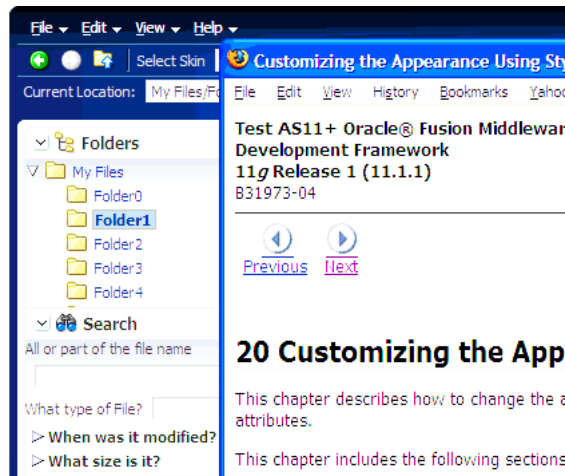 File Edit View Help
Select Skin
Current Location: My Files/Fo
Folders
My Files
Folder0
Folder1
Folder2
Folder3
Folder4
Search
All or part of the file name
What type of File?
When was it modified?
What size is it?
Customizing the Appearance Using Sty
File Edit View History Bookmarks Yahoo
Test AS11+ Oracle® Fusion Middlewar
Development Framework
11g Release 1 (11.1.1)
B31973-04
Previous Next
20 Customizing the App
This chapter describes how to change the a
attributes.
This chapter includes the following sections